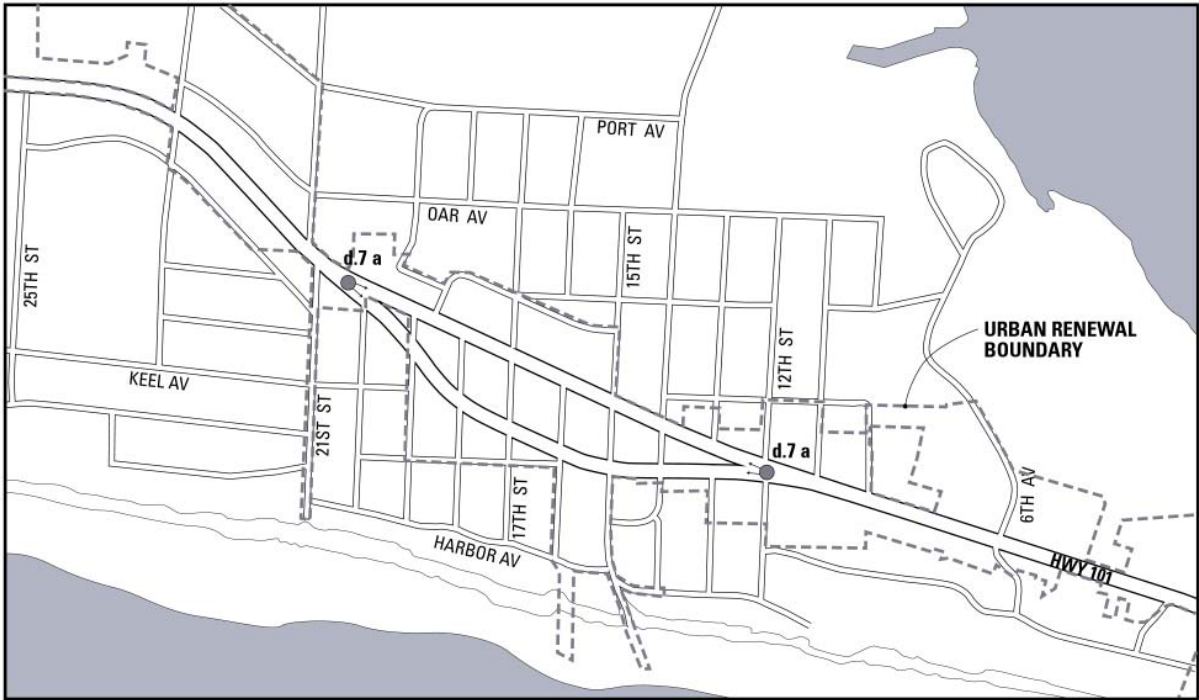 PORT AV
OAR AV
d.7 a
15TH ST
25TH ST
URBAN RENEWAL
BOUNDARY
12TH ST
KEEL AV
21ST ST
d.7 a
17TH ST
6TH AV
HARBOR AV
HWY 101